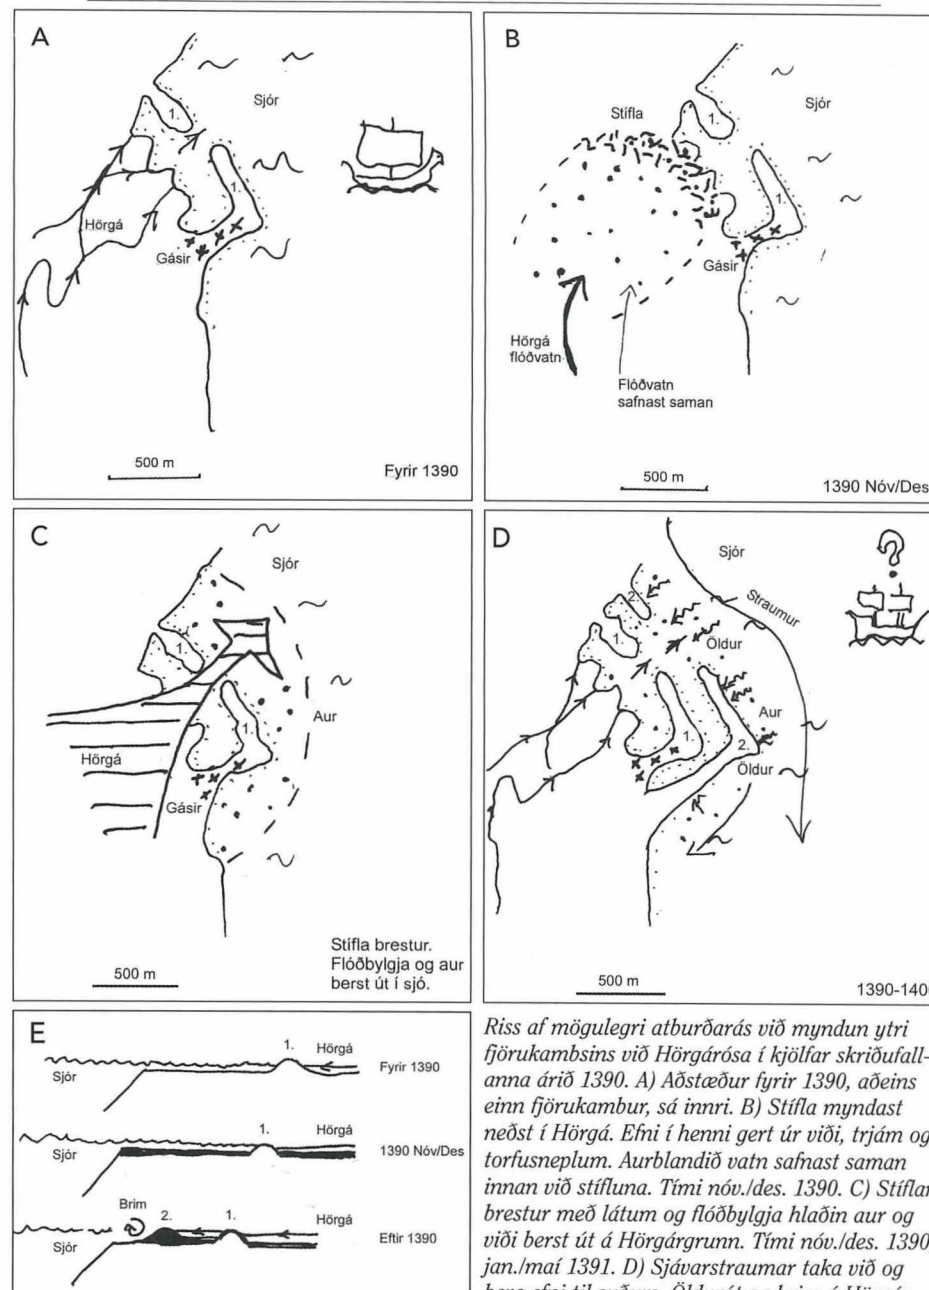 A
Sjór
1.
1.
Hörgá
Gásir
500 m
Fyrir 1390
B
Stífla
Sjór
1.
1.
Gásir
Hörgá
flóðvatn
Flóðvatn
safnast saman
500 m
1390 Nóv/Des
C
Sjór
1.
1.
Aur
Hörgá
Gásir
Stífla brestur.
Flóðbylgja og aur
berst út í sjó.
500 m
D
Sjór
?
Straumur
2.
1.
Öldur
Aur
1.
2.
Öldur
500 m
1390-140
E
1.
Hörgá
Sjór
Fyrir 1390
1.
Hörgá
Sjór
1390 Nóv/Des
Brim
2.
1.
Hörgá
Sjór
Eftir 1390
Riss af mögulegri atburðarás við myndun ytri
fjörukambsins við Hörgárósa í kjölfar skriðufall-
anna árið 1390. A) Aðstæður fyrir 1390, aðeins
einn fjörukambur, sá innri. B) Stífla myndast
neðst í Hörgá. Efni í henni gert úr viði, trjám og
torfusneplum. Aurblandið vatn safnast saman
innan við stífluna. Tími nóv./des. 1390. C) Stíflan
brestur með látum og flóðbylgja hlaðin aur og
viði berst út á Hörgárgrunn. Tími nóv./des. 1390
jan./maí 1391. D) Sjávarstraumar taka við og